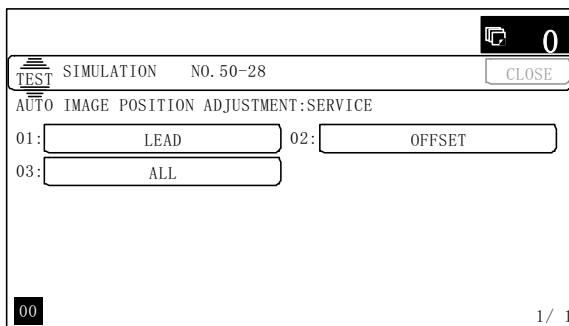 0
TEST SIMULATION NO.50-28 CLOSE
AUTO IMAGE POSITION ADJUSTMENT:SERVICE
01: LEAD 02: OFFSET
03: ALL
00 1/ 1